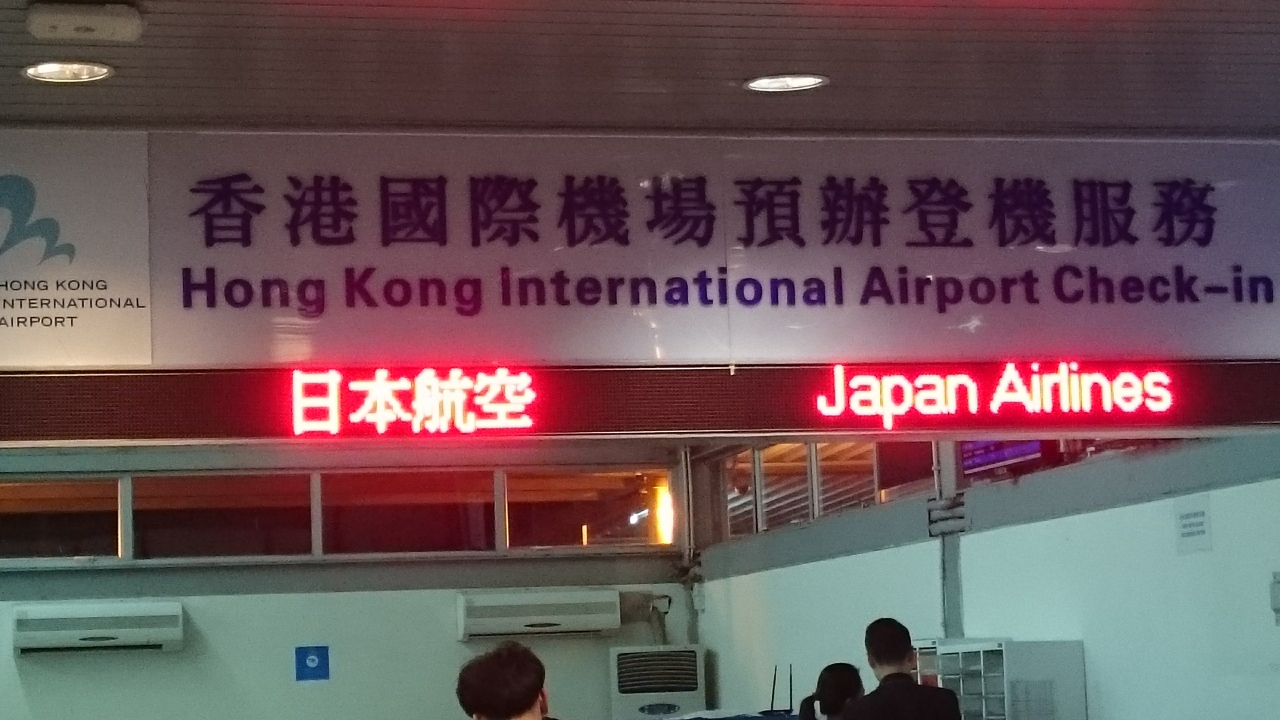 香港國際機場預辦登機服務
Hong Kong International Airport Check-in
HONG KONG
INTERNATIONAL
AIRPORT
日本航空
Japan Airlines